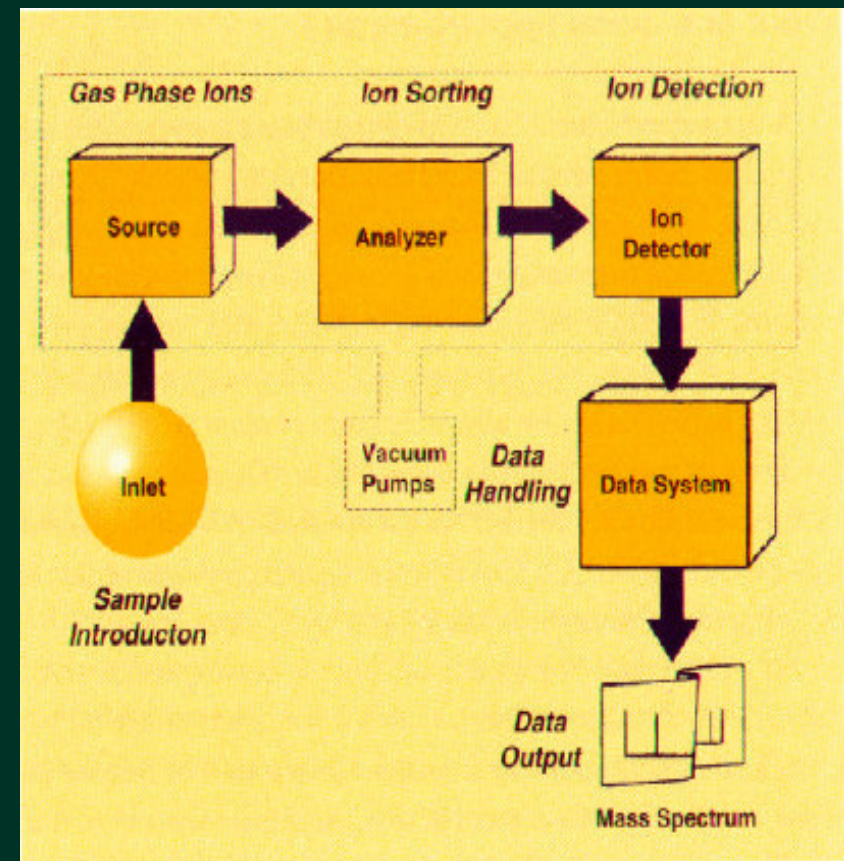 Gas Phase Ions
Ion Sorting
Ion Detection
Source
Analyzer
Ion
Detector
Inlet
Vacuum
Pumps
Data
Handling
Data System
Sample
Introducton
Data
Output
Mass Spectrum